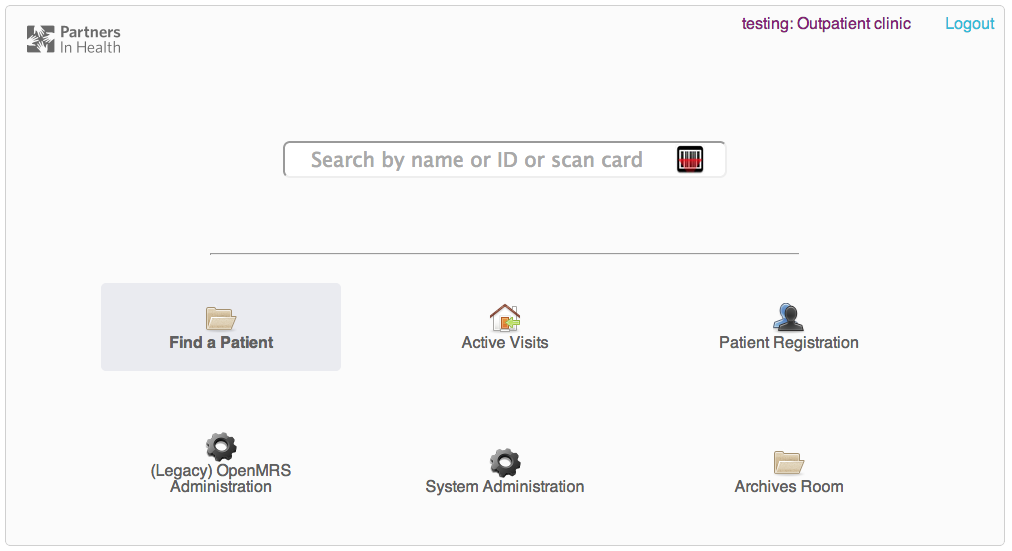 Partners
In Health
testing: Outpatient clinic
Logout
Search by name or ID or scan card
Find a Patient
Active Visits
Patient Registration
(Legacy) OpenMRS
Administration
System Administration
Archives Room